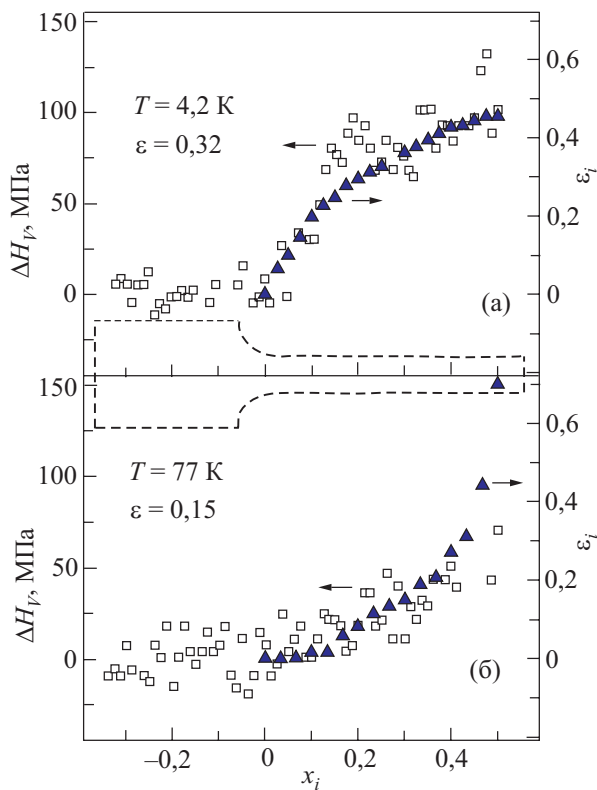 150
100
50
0
ΔH_V, МПа
T = 4,2 К
ε = 0,32
0,6
0,4
0,2
0
ε_i
(а)
150
100
50
0
ΔH_V, МПа
T = 77 К
ε = 0,15
0,6
0,4
0,2
0
ε_i
(б)
–0,2 0 0,2 0,4
x_i